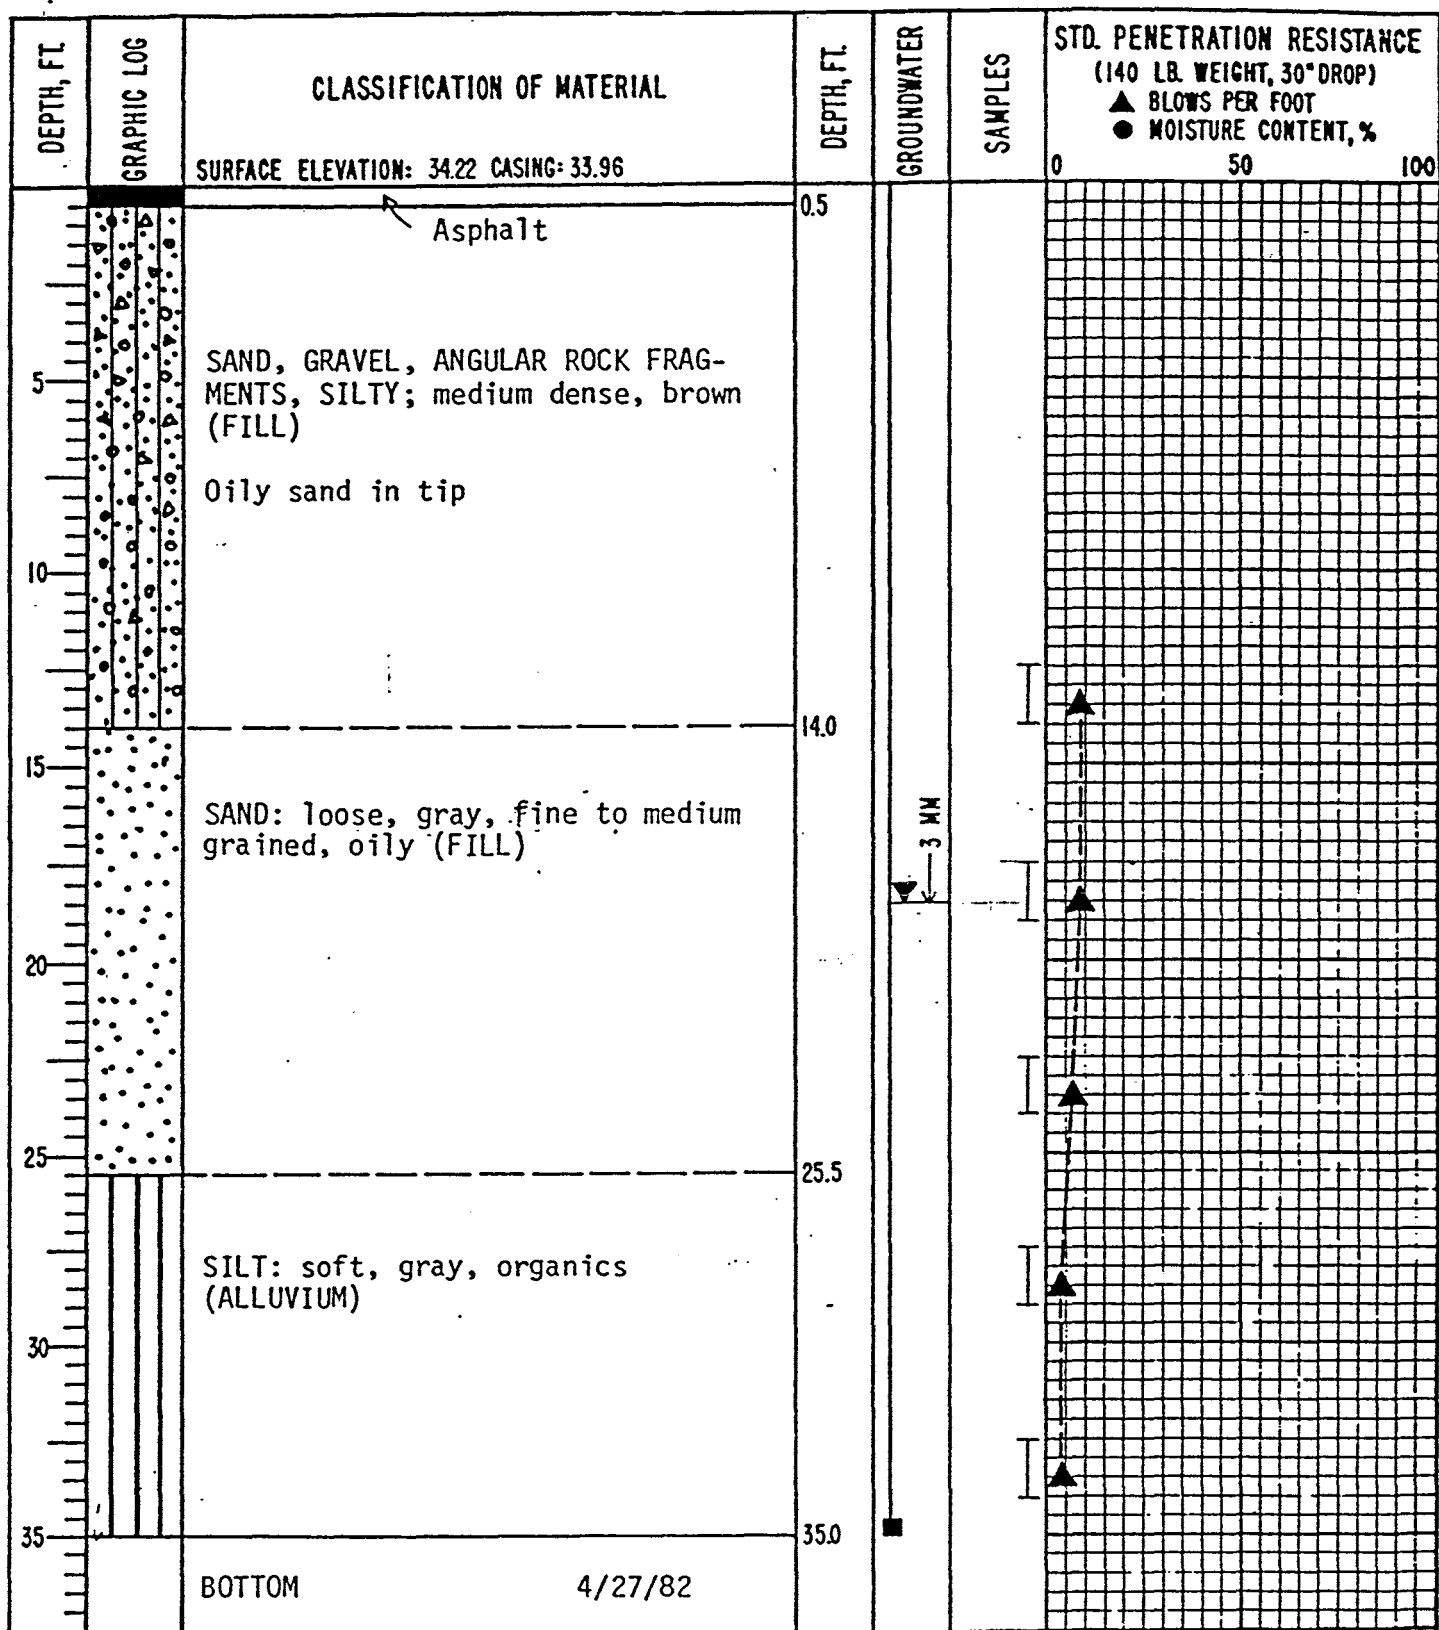 DEPTH, FT.
GRAPHIC LOG
CLASSIFICATION OF MATERIAL
SURFACE ELEVATION: 34.22 CASING: 33.96
DEPTH, FT.
GROUNDWATER
SAMPLES
STD. PENETRATION RESISTANCE
(140 LB. WEIGHT, 30" DROP)
▲ BLOWS PER FOOT
● MOISTURE CONTENT, %
0 50 100
0.5
Asphalt
SAND, GRAVEL, ANGULAR ROCK FRAG-
MENTS, SILTY; medium dense, brown
(FILL)
5
Oily sand in tip
10
14.0
15
SAND: loose, gray, fine to medium
grained, oily (FILL)
3 MM
20
25
25.5
SILT: soft, gray, organics
(ALLUVIUM)
30
35
35.0
BOTTOM 4/27/82